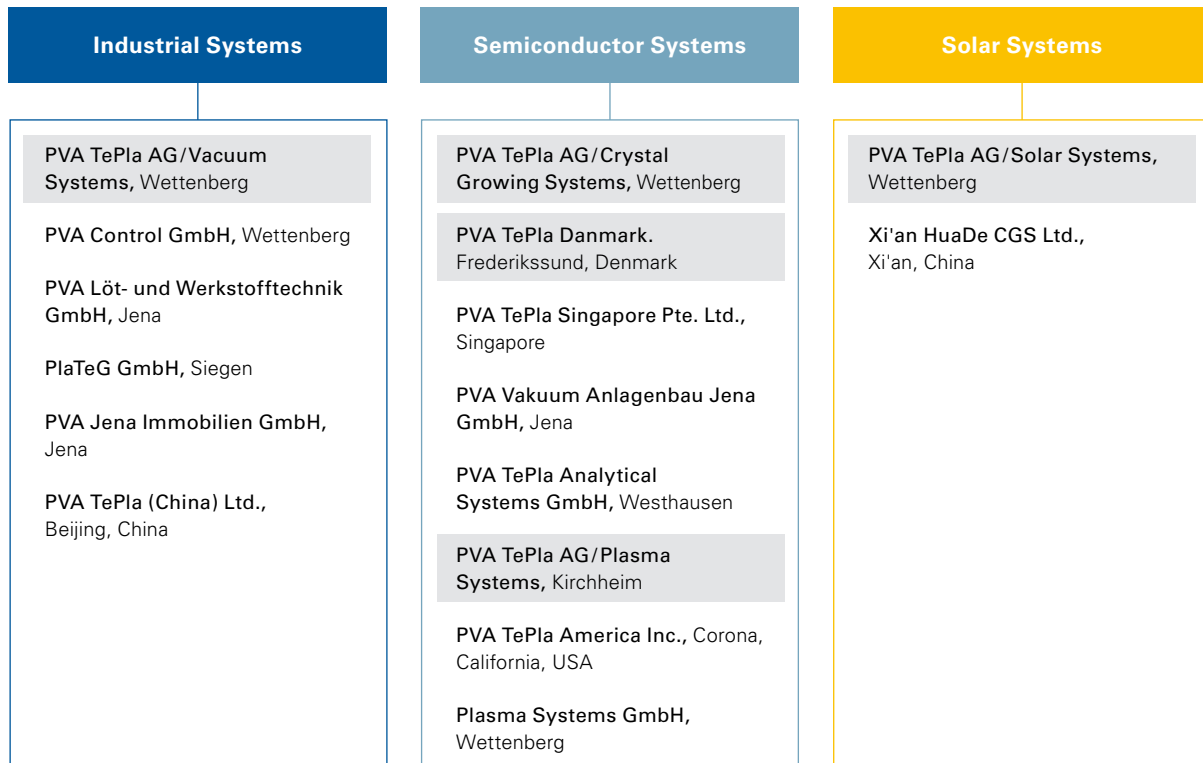 Industrial Systems
PVA TePla AG/Vacuum
Systems, Wettenberg
PVA Control GmbH, Wettenberg
PVA Löt- und Werkstofftechnik
GmbH, Jena
PlaTeG GmbH, Siegen
PVA Jena Immobilien GmbH,
Jena
PVA TePla (China) Ltd.,
Beijing, China
Semiconductor Systems
PVA TePla AG/Crystal
Growing Systems, Wettenberg
PVA TePla Danmark.
Frederikssund, Denmark
PVA TePla Singapore Pte. Ltd.,
Singapore
PVA Vakuum Anlagenbau Jena
GmbH, Jena
PVA TePla Analytical
Systems GmbH, Westhausen
PVA TePla AG/Plasma
Systems, Kirchheim
PVA TePla America Inc., Corona,
California, USA
Plasma Systems GmbH,
Wettenberg
Solar Systems
PVA TePla AG/Solar Systems,
Wettenberg
Xi'an HuaDe CGS Ltd.,
Xi'an, China